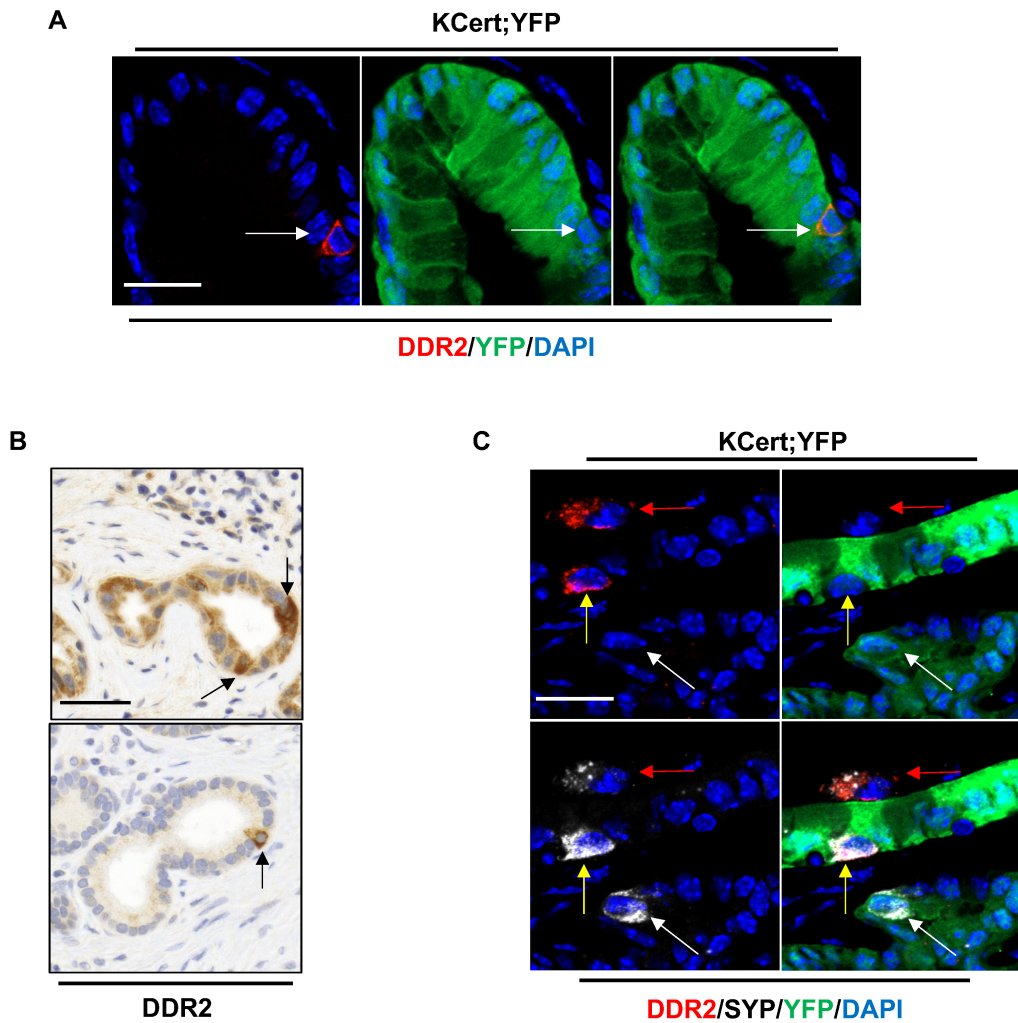 A
KCert;YFP
DDR2/YFP/DAPI
B
DDR2
C
KCert;YFP
DDR2/SYP/YFP/DAPI